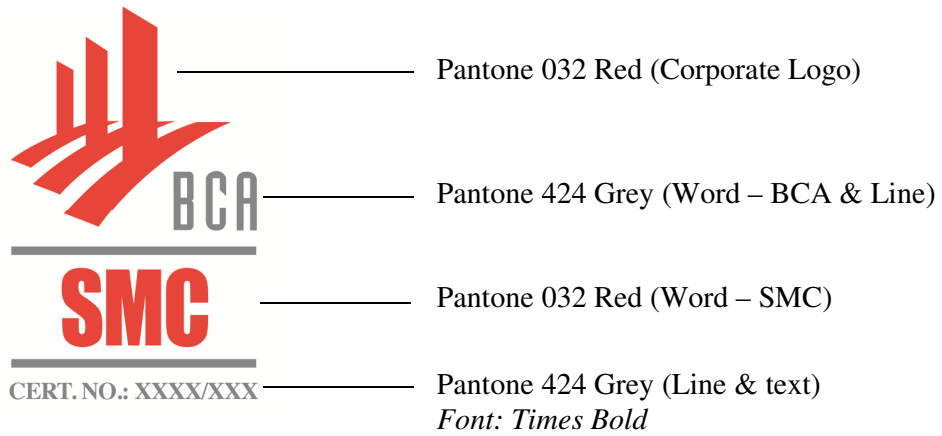 Pantone 032 Red (Corporate Logo)
BCA
Pantone 424 Grey (Word – BCA & Line)
SMC
Pantone 032 Red (Word – SMC)
CERT. NO.: XXXX/XXX
Pantone 424 Grey (Line & text)
Font: Times Bold